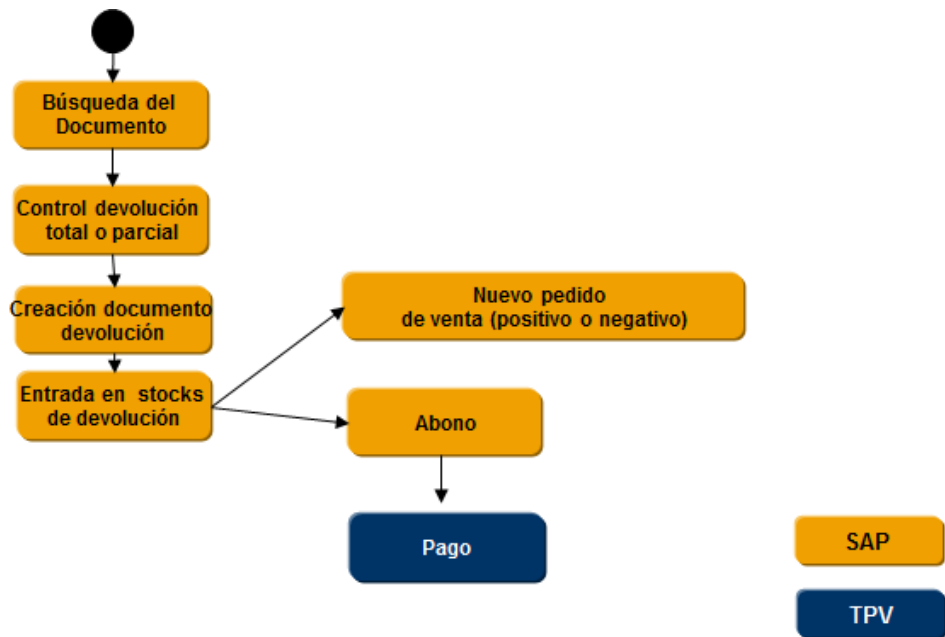 Búsqueda del
Documento
Control devolución
total o parcial
Creación documento
devolución
Entrada en stocks
de devolución
Nuevo pedido
de venta (positivo o negativo)
Abono
Pago
SAP
TPV